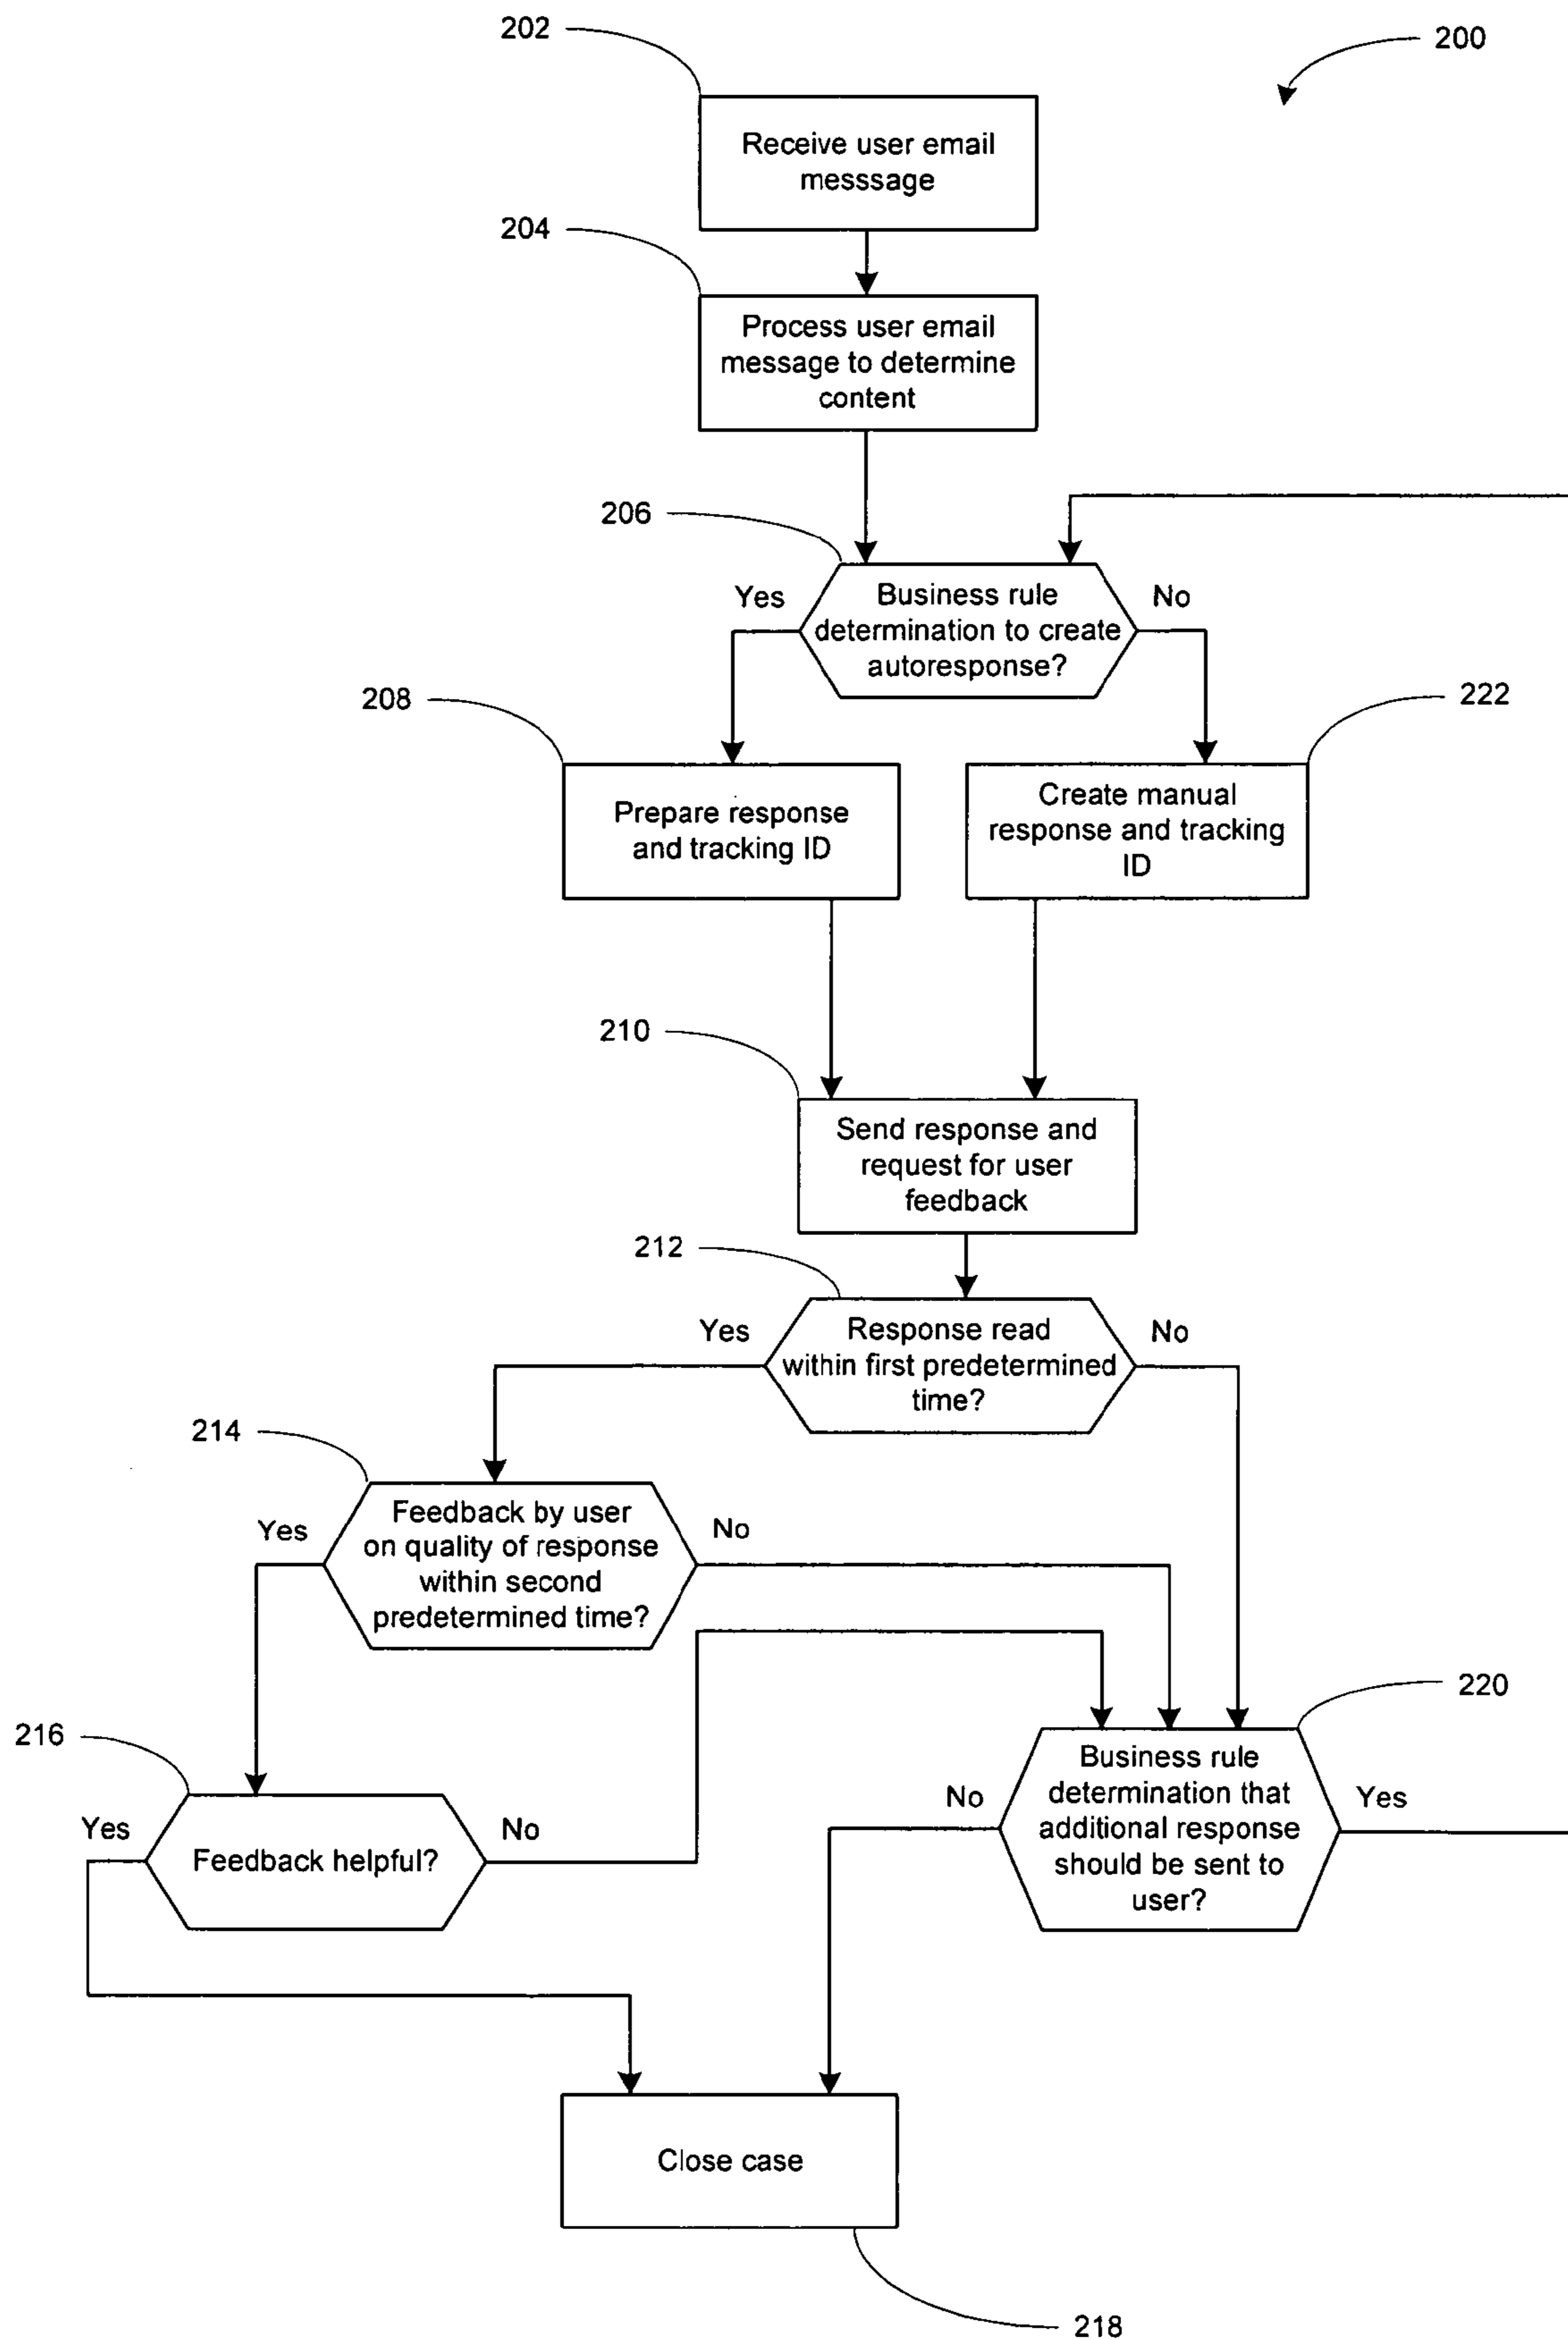 202
200
Receive user email
messsage
204
Process user email
message to determine
content
206
Yes
Business rule
determination to create
autoresponse?
No
208
222
Prepare response
and tracking ID
Create manual
response and tracking
ID
210
Send response and
request for user
feedback
212
Yes
Response read
within first predetermined
time?
No
214
Yes
Feedback by user
on quality of response
within second
predetermined time?
No
216
220
Yes
Feedback helpful?
No
No
Business rule
determination that
additional response
should be sent to
user?
Yes
Close case
218